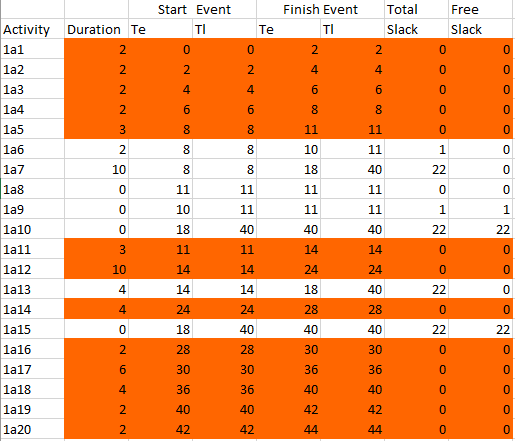 Start Event Finish Event Total Free
Activity Duration Te Tl Te Tl Slack Slack
1a1 2 0 0 2 2 0 0
1a2 2 2 2 4 4 0 0
1a3 2 4 4 6 6 0 0
1a4 2 6 6 8 8 0 0
1a5 3 8 8 11 11 0 0
1a6 2 8 8 10 11 1 0
1a7 10 8 8 18 40 22 0
1a8 0 11 11 11 11 0 0
1a9 0 10 11 11 11 1 1
1a10 0 18 40 40 40 22 22
1a11 3 11 11 14 14 0 0
1a12 10 14 14 24 24 0 0
1a13 4 14 14 18 40 22 0
1a14 4 24 24 28 28 0 0
1a15 0 18 40 40 40 22 22
1a16 2 28 28 30 30 0 0
1a17 6 30 30 36 36 0 0
1a18 4 36 36 40 40 0 0
1a19 2 40 40 42 42 0 0
1a20 2 42 42 44 44 0 0